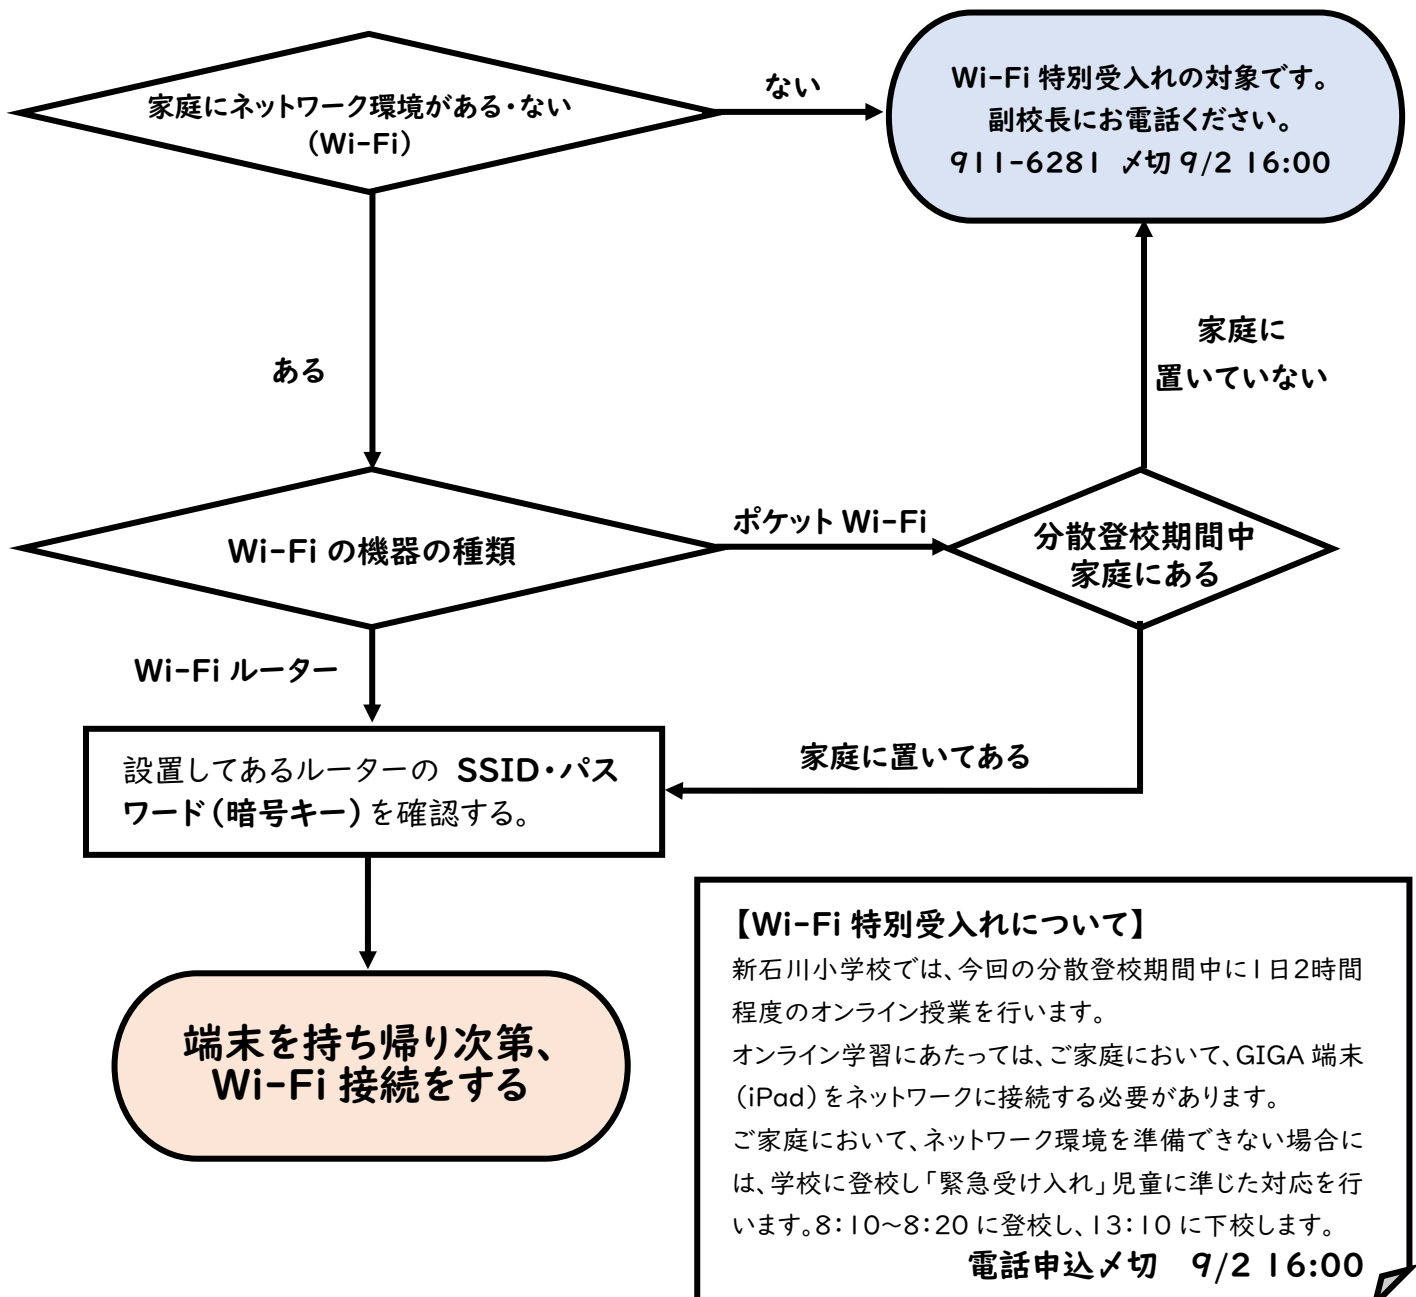 家庭にネットワーク環境がある・ない
(Wi-Fi)
ない
Wi-Fi 特別受入れの対象です。
副校長にお電話ください。
911-6281 〆切 9/2 16:00
ある
家庭に
置いていない
Wi-Fi の機器の種類
ポケット Wi-Fi
分散登校期間中
家庭にある
Wi-Fi ルーター
設置してあるルーターの SSID・パス
ワード(暗号キー)を確認する。
家庭に置いてある
端末を持ち帰り次第、
Wi-Fi 接続をする
【Wi-Fi 特別受入れについて】
新石川小学校では、今回の分散登校期間中に1日2時間
程度のオンライン授業を行います。
オンライン学習にあたっては、ご家庭において、GIGA 端末
(iPad)をネットワークに接続する必要があります。
ご家庭において、ネットワーク環境を準備できない場合に
は、学校に登校し「緊急受け入れ」児童に準じた対応を行
います。8:10~8:20 に登校し、13:10 に下校します。
電話申込〆切 9/2 16:00